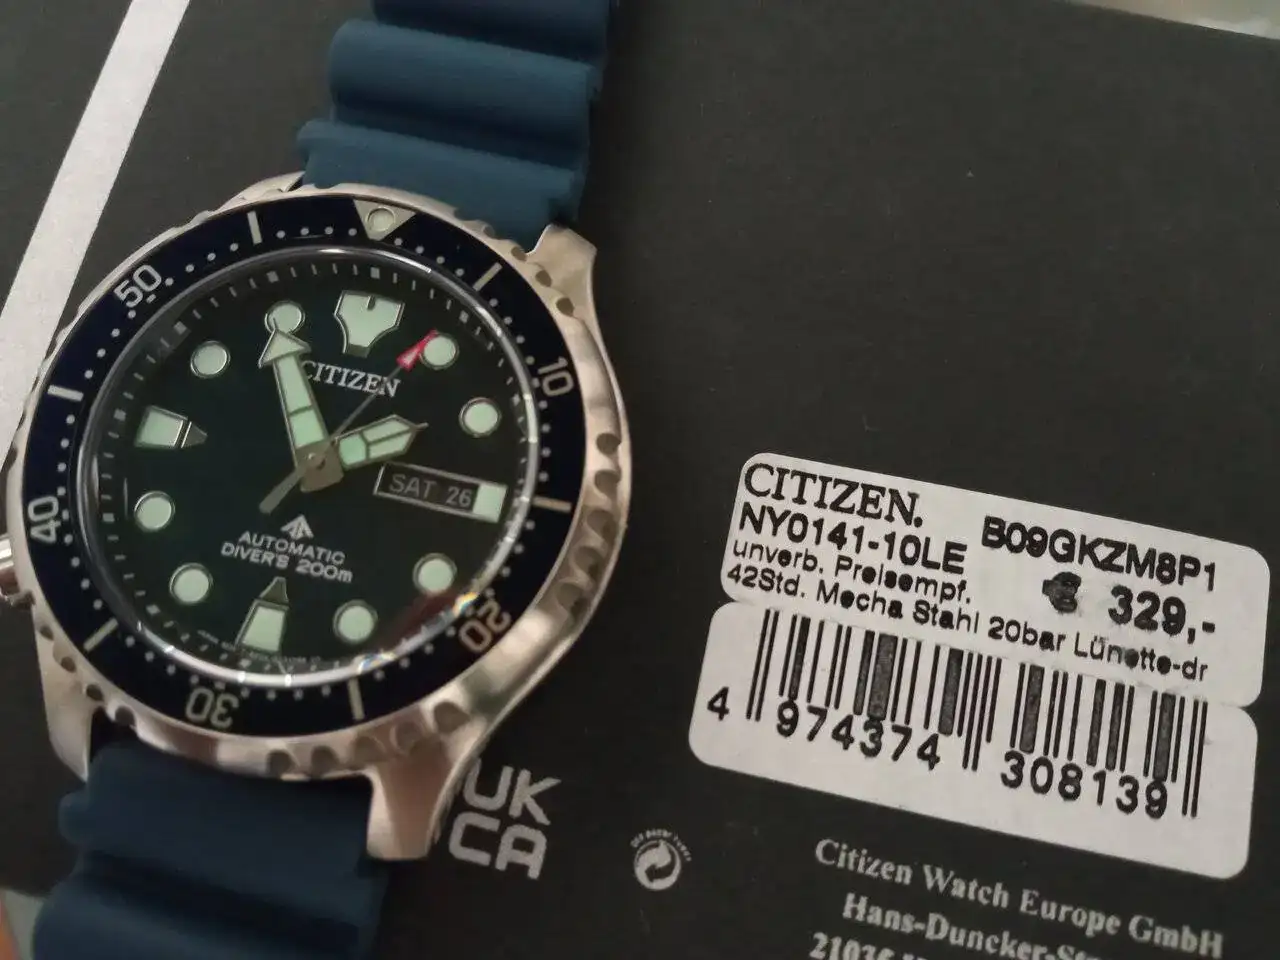 50
10
CITIZEN
SAT 26
40
AUTOMATIC
DIVER'S 200m
20
30
CITIZEN.
NY0141-10LE B09GKZM8P1
unverb. Preisempf. € 329,-
42Std. Mecha Stahl 20bar Lünette-dr
4 974374 308139
UK
CA
Citizen Watch Europe GmbH
Hans-Duncker-St